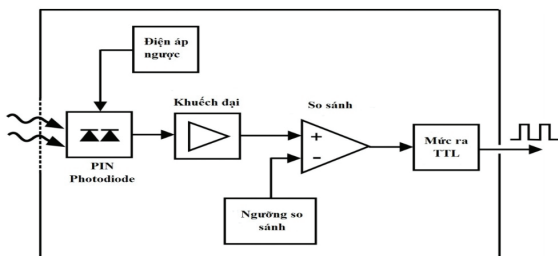 Điện áp
ngược
Khuếch đại
So sánh
+
-
Mức ra
TTL
PIN
Photodiode
Ngưỡng so
sánh